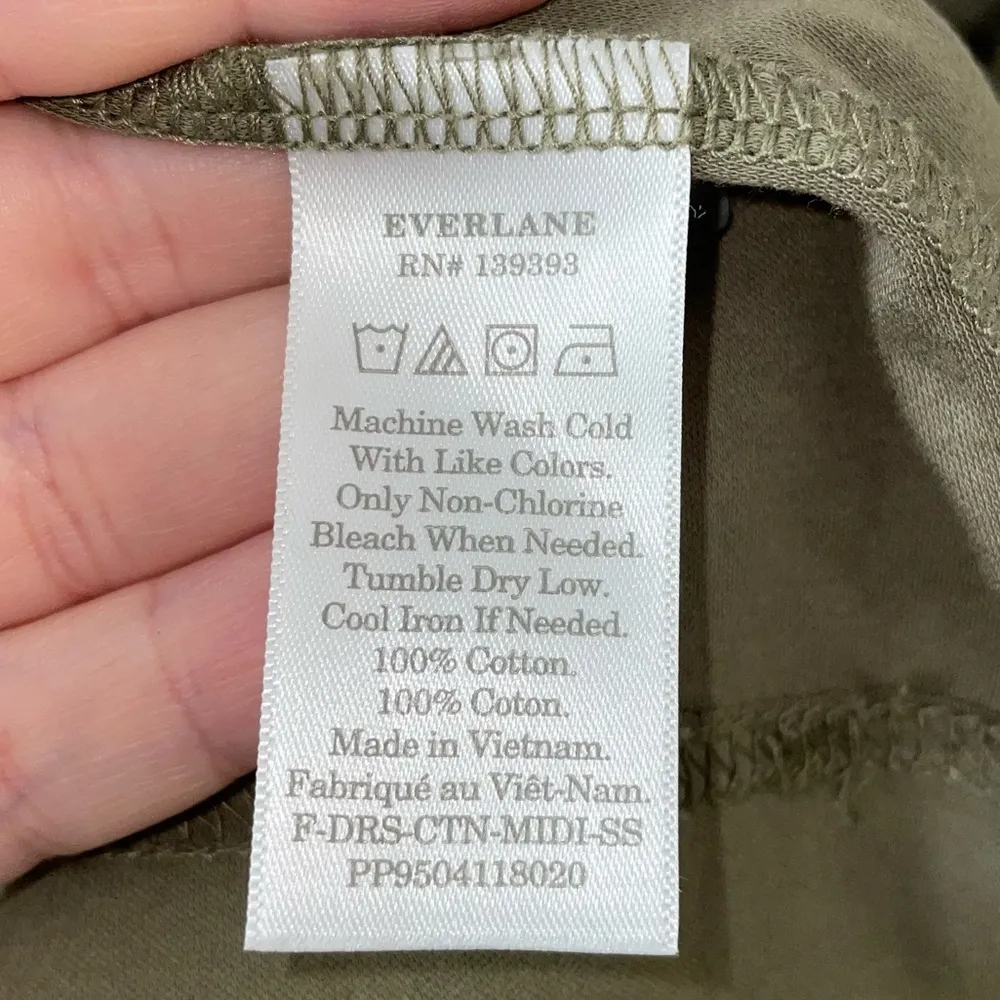 EVERLANE
RN# 139393
Machine Wash Cold
With Like Colors.
Only Non-Chlorine
Bleach When Needed.
Tumble Dry Low.
Cool Iron If Needed.
100% Cotton.
100% Coton.
Made in Vietnam.
Fabriqué au Viêt-Nam.
F-DRS-CTN-MIDI-SS
PP9504118020